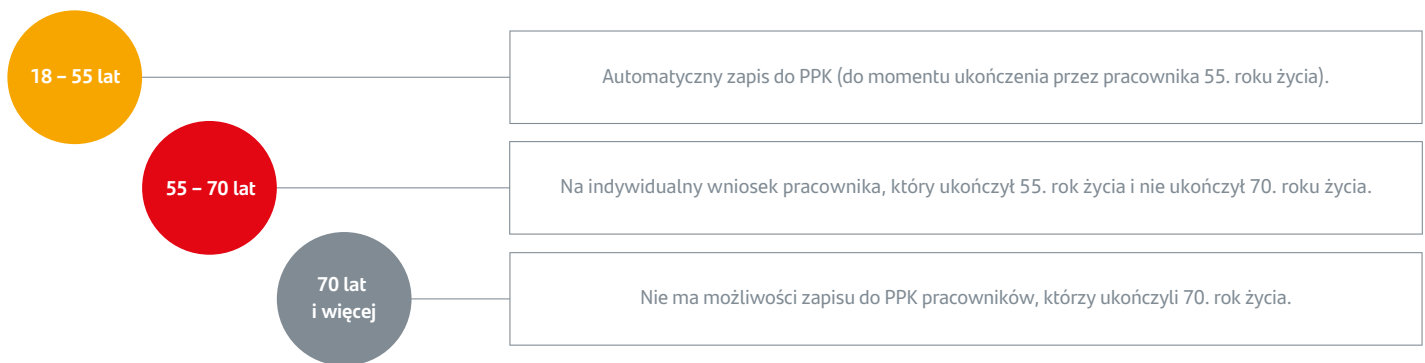 18 – 55 lat
Automatyczny zapis do PPK (do momentu ukończenia przez pracownika 55. roku życia).
55 – 70 lat
Na indywidualny wniosek pracownika, który ukończył 55. rok życia i nie ukończył 70. roku życia.
70 lat
i więcej
Nie ma możliwości zapisu do PPK pracowników, którzy ukończyli 70. rok życia.